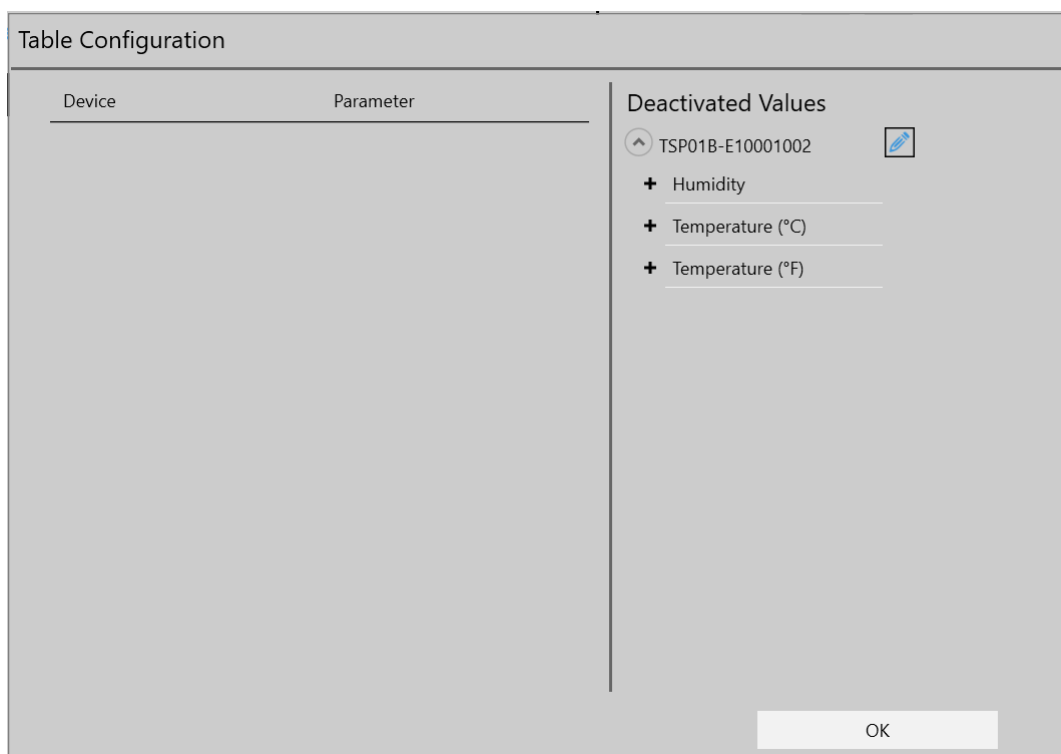 Table Configuration
Device Parameter
Deactivated Values
TSP01B-E10001002
Humidity
Temperature (°C)
Temperature (°F)
OK